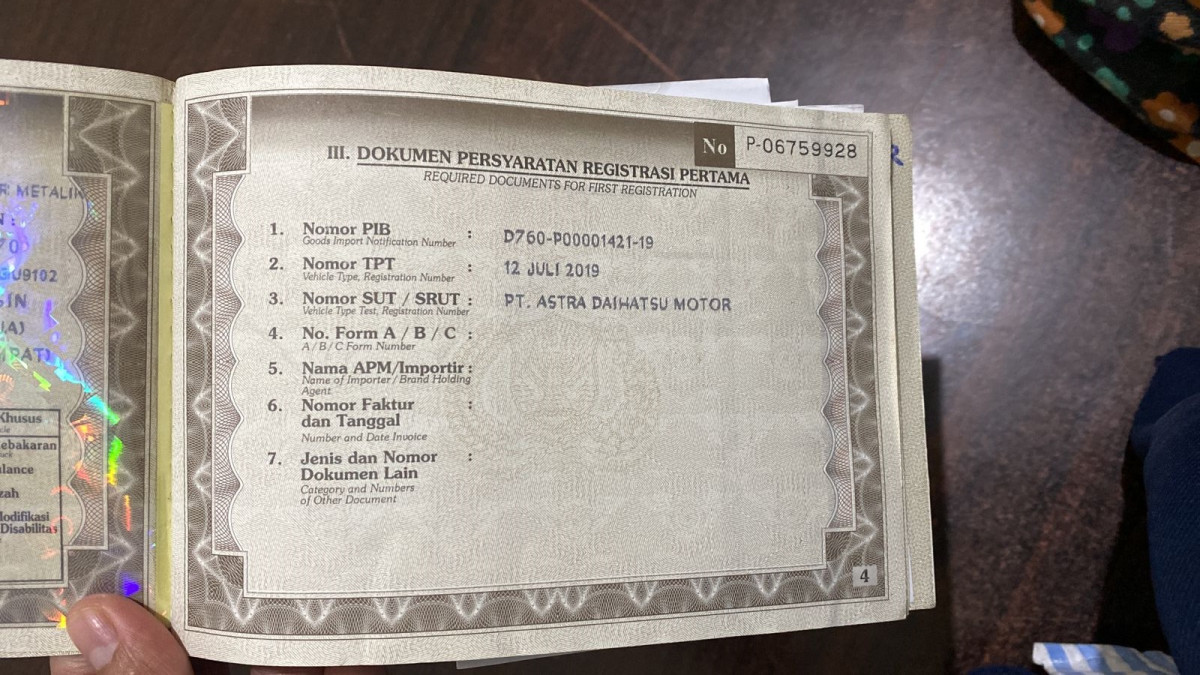 METALIK
No P-06759928
III. DOKUMEN PERSYARATAN REGISTRASI PERTAMA
REQUIRED DOCUMENTS FOR FIRST REGISTRATION
1. Nomor PIB : D760-P00001421-19
Goods Import Notification Number
2. Nomor TPT : 12 JULI 2019
Vehicle Type, Registration Number
3. Nomor SUT / SRUT : PT. ASTRA DAIHATSU MOTOR
Vehicle Type Test, Registration Number
4. No. Form A / B / C :
A / B / C Form Number
5. Nama APM/Importir :
Name of Importer / Brand Holding
Agent
6. Nomor Faktur :
dan Tanggal
Number and Date Invoice
7. Jenis dan Nomor :
Dokumen Lain
Category and Numbers
of Other Document
4
Khusus
ebakaran
lance
zah
Modifikasi
Disabilitas